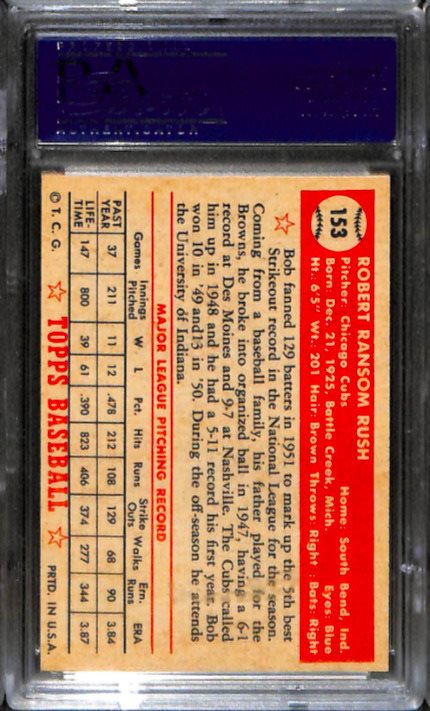 AUTHENTICATOR
153
ROBERT RANSOM RUSH
Pitcher: Chicago Cubs Home: South Bend, Ind.
Born: Dec. 21, 1925, Battle Creek, Mich. Eyes: Blue
Ht.: 6'5" Wt.: 201 Hair: Brown Throws: Right Bats: Right
Bob fanned 129 batters in 1951 to mark up the 5th best
Strikeout record in the National League for the season.
Coming from a baseball family, his father played for the
Browns, he broke into organized ball in 1947, having a 6-1
record at Des Moines and 9-7 at Nashville. The Cubs called
him up in 1948 and he had a 5-11 record his first year. Bob
won 10 in '49 and 13 in '50. During the off-season he attends
the University of Indiana.
MAJOR LEAGUE PITCHING RECORD
Games Innings Pitched W L Pct. Hits Runs Strike Outs Walks Ern. Runs ERA
PAST YEAR 37 211 11 12 .478 212 108 129 68 90 3.84
LIFE-TIME 147 800 39 61 .390 823 406 374 277 344 3.87
© T. C. G. TOPPS BASEBALL PRTD. IN U.S.A.